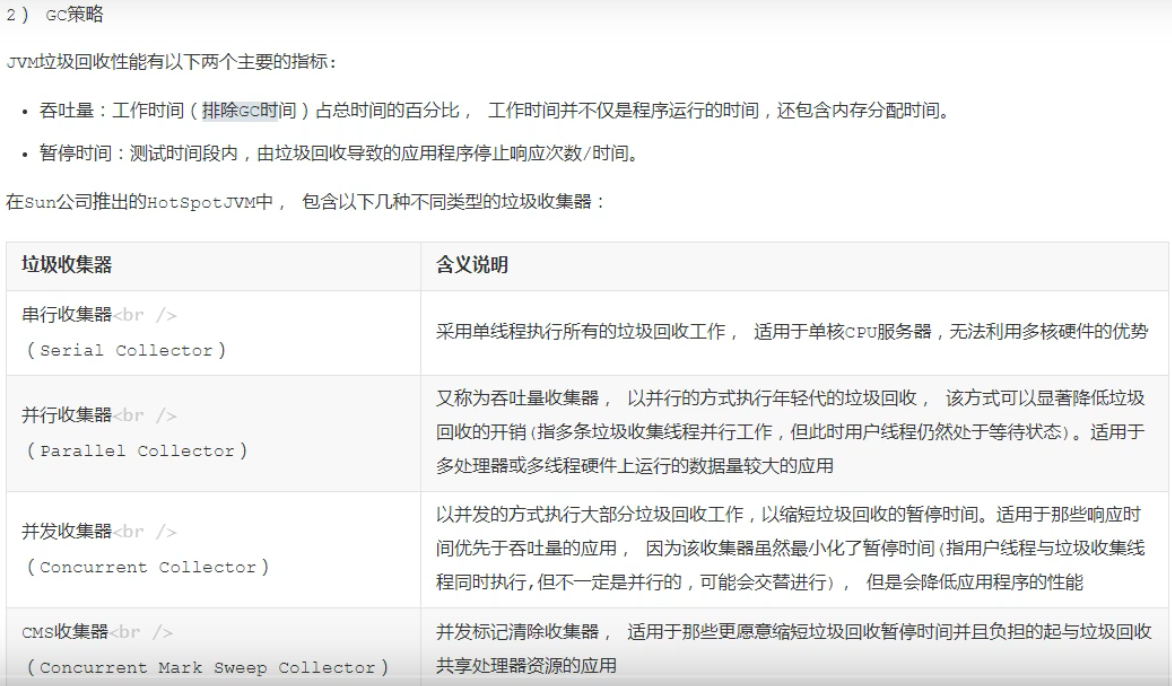 2） GC策略
JVM垃圾回收性能有以下两个主要的指标：
• 吞吐量：工作时间（排除GC时间）占总时间的百分比， 工作时间并不仅是程序运行的时间，还包含内存分配时间。
• 暂停时间：测试时间段内，由垃圾回收导致的应用程序停止响应次数/时间。
在Sun公司推出的HotSpotJVM中， 包含以下几种不同类型的垃圾收集器：
垃圾收集器
含义说明
串行收集器<br />
（Serial Collector）
采用单线程执行所有的垃圾回收工作， 适用于单核CPU服务器，无法利用多核硬件的优势
并行收集器<br />
（Parallel Collector）
又称为吞吐量收集器， 以并行的方式执行年轻代的垃圾回收， 该方式可以显著降低垃圾
回收的开销(指多条垃圾收集线程并行工作，但此时用户线程仍然处于等待状态)。适用于
多处理器或多线程硬件上运行的数据量较大的应用
并发收集器<br />
（Concurrent Collector）
以并发的方式执行大部分垃圾回收工作，以缩短垃圾回收的暂停时间。适用于那些响应时
间优先于吞吐量的应用， 因为该收集器虽然最小化了暂停时间(指用户线程与垃圾收集线
程同时执行,但不一定是并行的，可能会交替进行)， 但是会降低应用程序的性能
CMS收集器<br />
（Concurrent Mark Sweep Collector）
并发标记清除收集器， 适用于那些更愿意缩短垃圾回收暂停时间并且负担的起与垃圾回收
共享处理器资源的应用